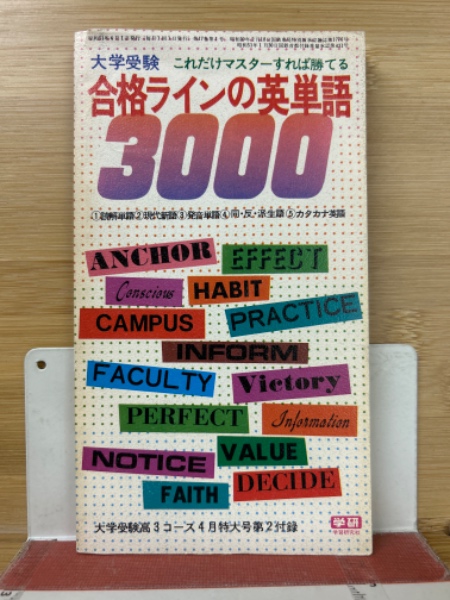 大学受験 これだけマスターすれば勝てる
合格ラインの英単語
3000
①読解単語②現代新語③発音単語④同・反・派生語⑤カタカナ英語
ANCHOR EFFECT
Conscious HABIT
CAMPUS PRACTICE
INFORM
FACULTY Victory
PERFECT Information
NOTICE VALUE
FAITH DECIDE
大学受験高3コース4月特大号第2付録
学研